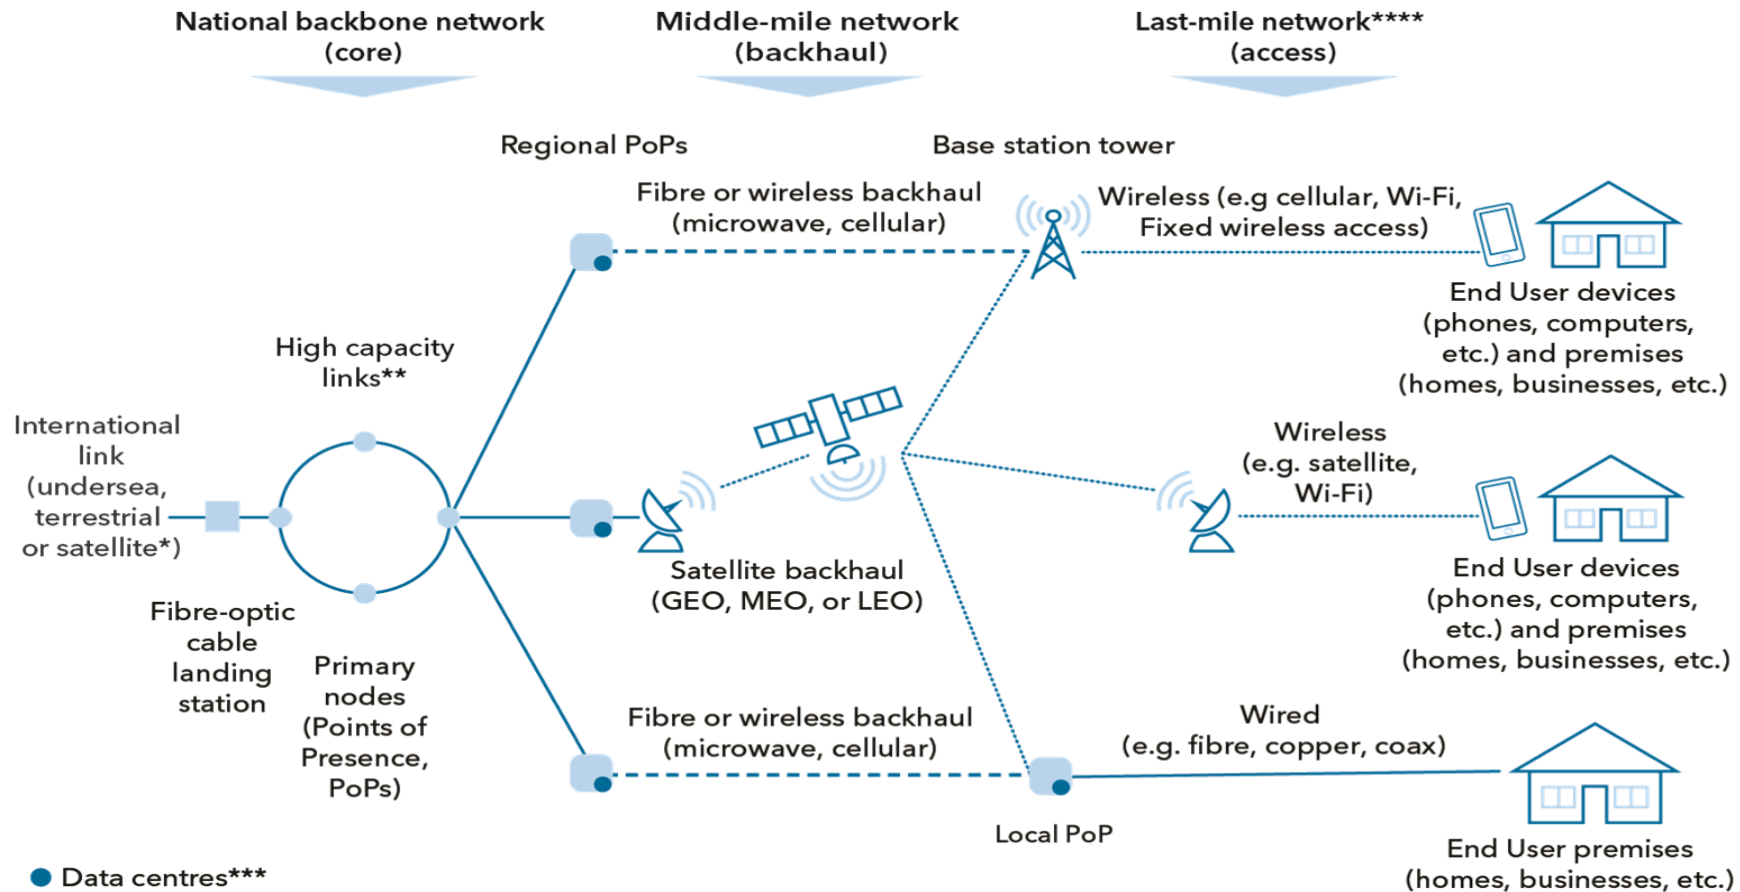 National backbone network
(core)
Middle-mile network
(backhaul)
Last-mile network****
(access)
Regional PoPs
Base station tower
Fibre or wireless backhaul
(microwave, cellular)
Wireless (e.g cellular, Wi-Fi,
Fixed wireless access)
End User devices
(phones, computers,
etc.) and premises
(homes, businesses, etc.)
High capacity
links**
International
link
(undersea,
terrestrial
or satellite*)
Wireless
(e.g. satellite,
Wi-Fi)
Satellite backhaul
(GEO, MEO, or LEO)
End User devices
(phones, computers,
etc.) and premises
(homes, businesses, etc.)
Fibre-optic
cable
landing
station
Primary
nodes
(Points of
Presence,
PoPs)
Fibre or wireless backhaul
(microwave, cellular)
Wired
(e.g. fibre, copper, coax)
Local PoP
End User premises
(homes, businesses, etc.)
Data centres***